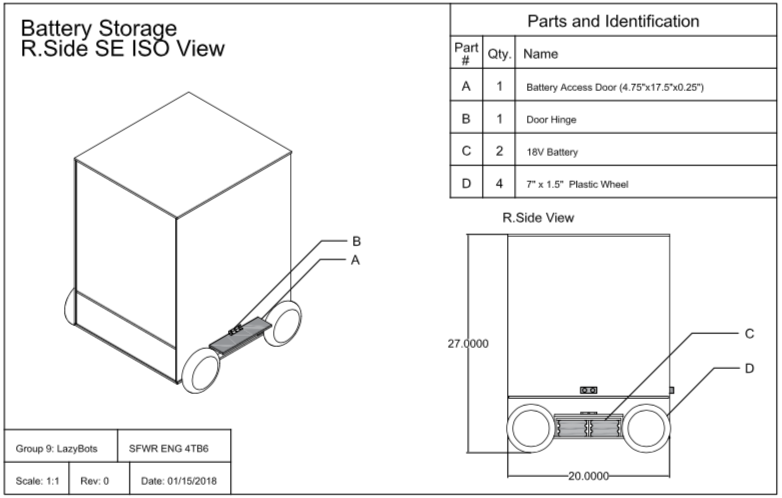 Battery Storage
R.Side SE ISO View
Parts and Identification
Part # Qty. Name
A 1 Battery Access Door (4.75"x17.5"x0.25")
B 1 Door Hinge
C 2 18V Battery
D 4 7" x 1.5" Plastic Wheel
R.Side View
B
A
27.0000
C
D
20.0000
Group 9: LazyBots SFWR ENG 4TB6
Scale: 1:1 Rev: 0 Date: 01/15/2018